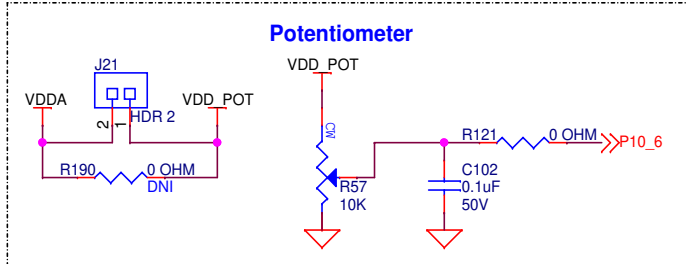 Potentiometer
J21
VDDA
VDD_POT
HDR 2
2
1
R190
0 OHM
DNI
VDD_POT
CW
R57
10K
R121
0 OHM
P10_6
C102
0.1uF
50V